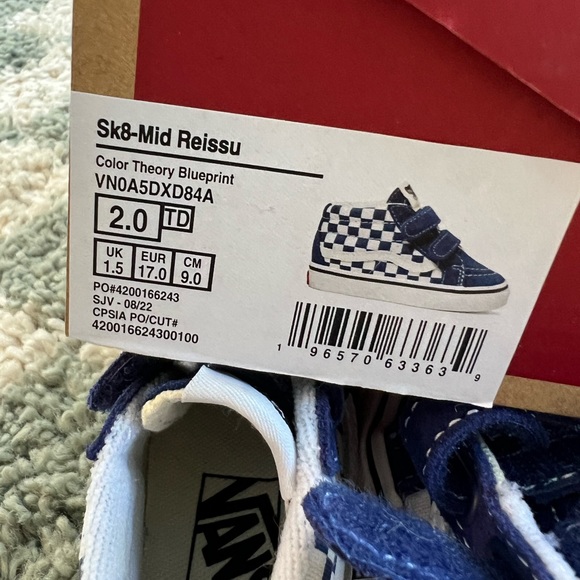 Sk8-Mid Reissu
Color Theory Blueprint
VN0A5DXD84A
2.0 TD
UK EUR CM
1.5 17.0 9.0
PO#4200166243
SJV - 08/22
CPSIA PO/CUT#
420016624300100
1 96570 63363 9
VANS